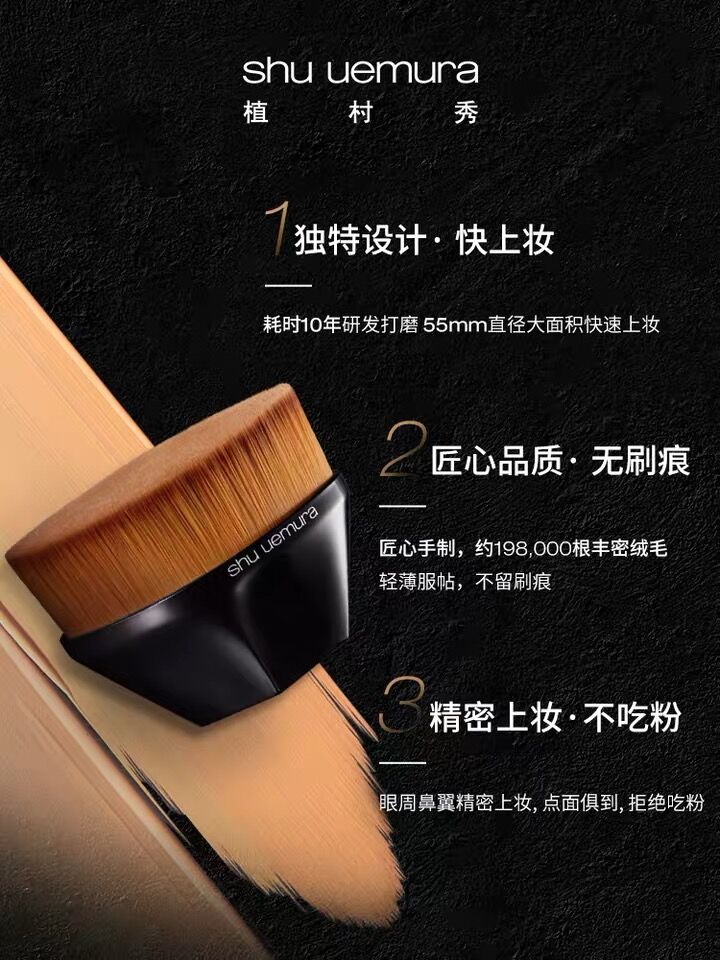 shu uemura
植村秀
1 独特设计·快上妆
耗时10年研发打磨 55mm直径大面积快速上妆
shu uemura
2 匠心品质·无刷痕
匠心手制，约198,000根丰密绒毛
轻薄服帖，不留刷痕
3 精密上妆·不吃粉
眼周鼻翼精密上妆, 点面俱到, 拒绝吃粉